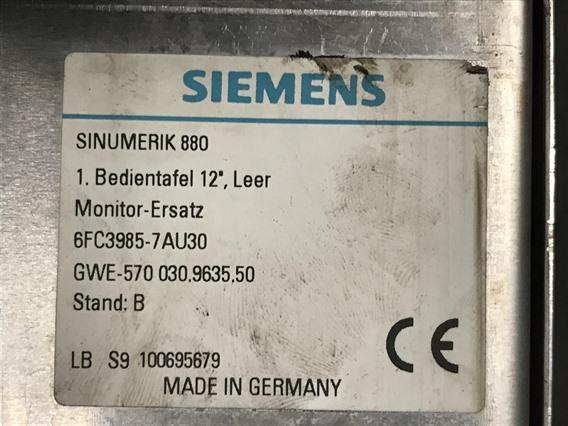 SIEMENS
SINUMERIK 880
1. Bedientafel 12", Leer
Monitor-Ersatz
6FC3985-7AU30
GWE-570 030.9635.50
Stand: B
LB S9 100695679
MADE IN GERMANY
CE